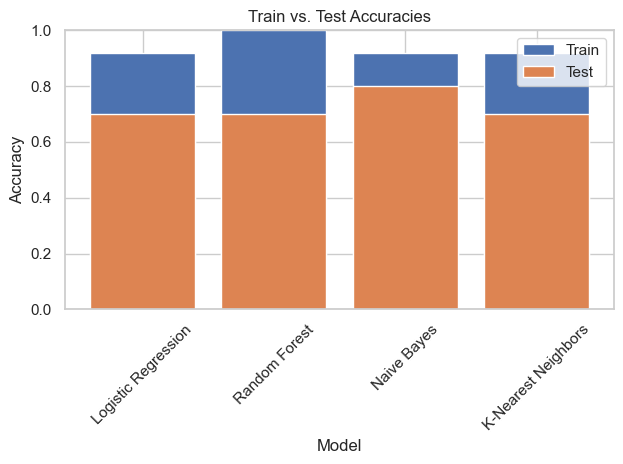 Train vs. Test Accuracies
Train
Test
Accuracy
1.0
0.8
0.6
0.4
0.2
0.0
Logistic Regression
Random Forest
Naive Bayes
K-Nearest Neighbors
Model